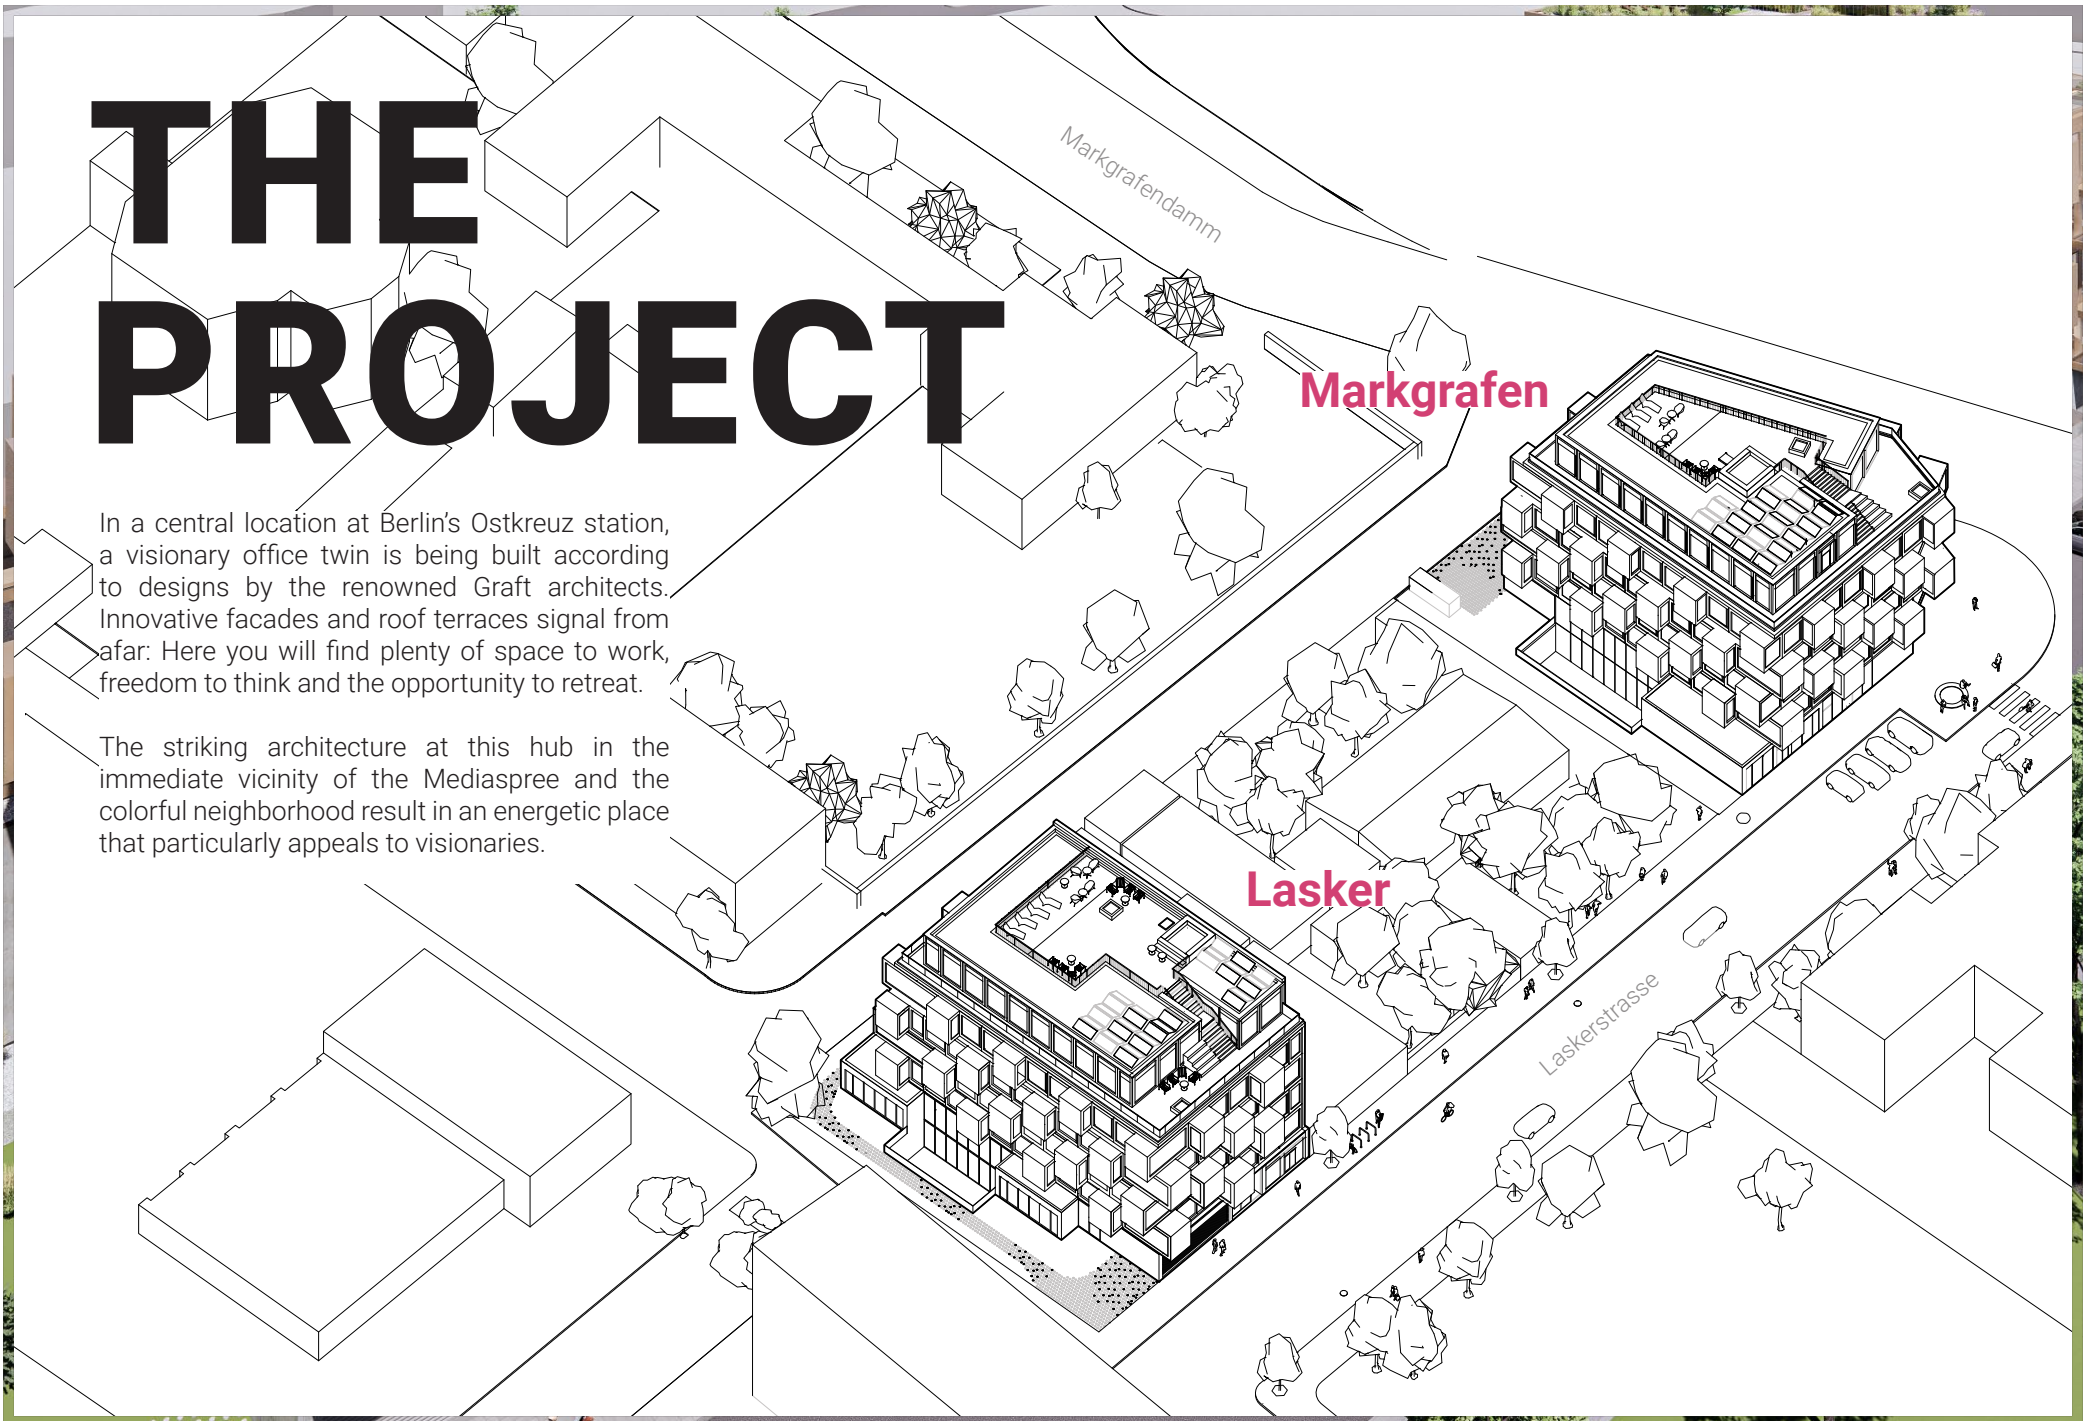 THE
PROJECT
In a central location at Berlin’s Ostkreuz station,
a visionary office twin is being built according
to designs by the renowned Graft architects.
Innovative facades and roof terraces signal from
afar: Here you will find plenty of space to work,
freedom to think and the opportunity to retreat.
The striking architecture at this hub in the
immediate vicinity of the Mediaspree and the
colorful neighborhood result in an energetic place
that particularly appeals to visionaries.
Markgrafendamm
Markgrafen
Lasker
Laskerstrasse